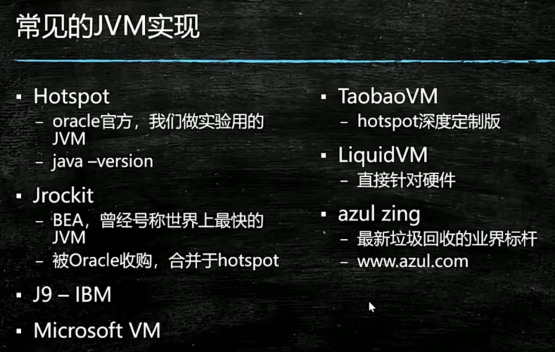 常见的JVM实现
▪ Hotspot
– oracle官方，我们做实验用的
JVM
– java –version
▪ Jrockit
– BEA，曾经号称世界上最快的
JVM
– 被Oracle收购，合并于hotspot
▪ J9 – IBM
▪ Microsoft VM
▪ TaobaoVM
– hotspot深度定制版
▪ LiquidVM
– 直接针对硬件
▪ azul zing
– 最新垃圾回收的业界标杆
– www.azul.com